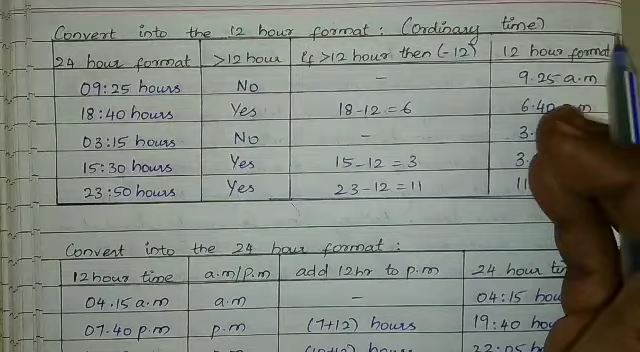 Convert into the 12 hour format : (ordinary time)
24 hour format >12 hour if >12 hour then (-12) 12 hour format
09:25 hours No - 9.25 a.m
18:40 hours Yes 18-12 = 6 6.40 p.m
03:15 hours No - 3.
15:30 hours Yes 15-12 = 3 3.
23:50 hours Yes 23-12 = 11 11
Convert into the 24 hour format :
12 hour time a.m/p.m add 12hr to p.m 24 hour
04.15 a.m a.m - 04:15
07.40 p.m p.m (7+12) hours 19:40